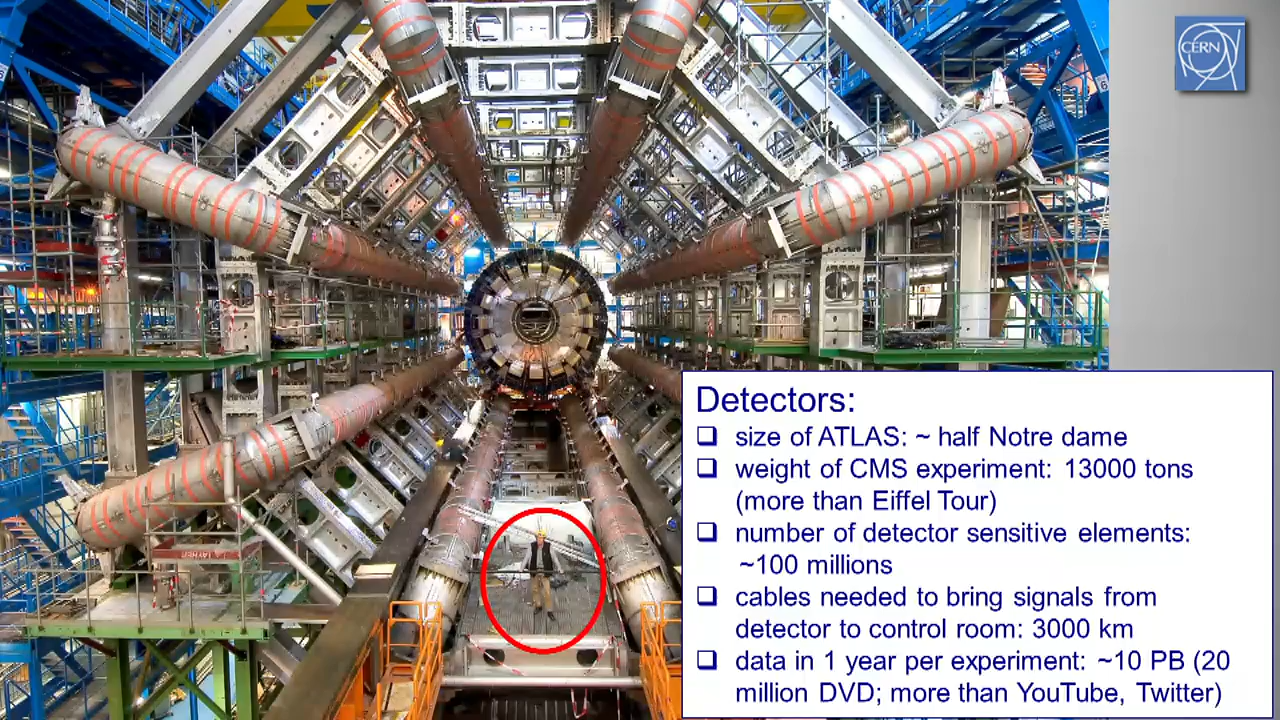 CERN
Detectors:
size of ATLAS: ~ half Notre dame
weight of CMS experiment: 13000 tons
(more than Eiffel Tour)
number of detector sensitive elements:
~100 millions
cables needed to bring signals from
detector to control room: 3000 km
data in 1 year per experiment: ~10 PB (20
million DVD; more than YouTube, Twitter)
LAYHER
6